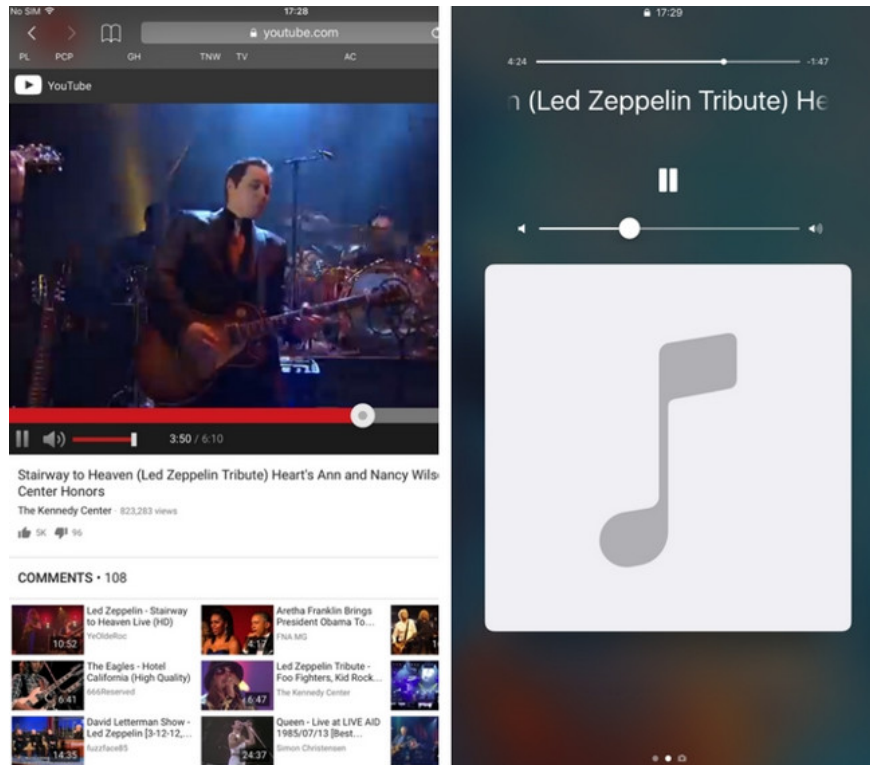 No SIM 17:28
youtube.com
PL PCP GH TNW TV AC
YouTube
3:50 / 6:10
Stairway to Heaven (Led Zeppelin Tribute) Heart's Ann and Nancy Wils
Center Honors
The Kennedy Center · 823,283 views
5K 96
COMMENTS • 108
Led Zeppelin - Stairway
to Heaven Live (HD)
YeOldeRoc
10:52
Aretha Franklin Brings
President Obama To...
FNA MG
4:17
The Eagles - Hotel
California (High Quality)
666Reserved
6:41
Led Zeppelin Tribute -
Foo Fighters, Kid Rock...
The Kennedy Center
6:47
David Letterman Show -
Led Zeppelin [3-12-12,...
fuzzface85
14:35
Queen - Live at LIVE AID
1985/07/13 [Best...
Simon Christensen
24:37
17:29
4:24 -1:47
(Led Zeppelin Tribute) He